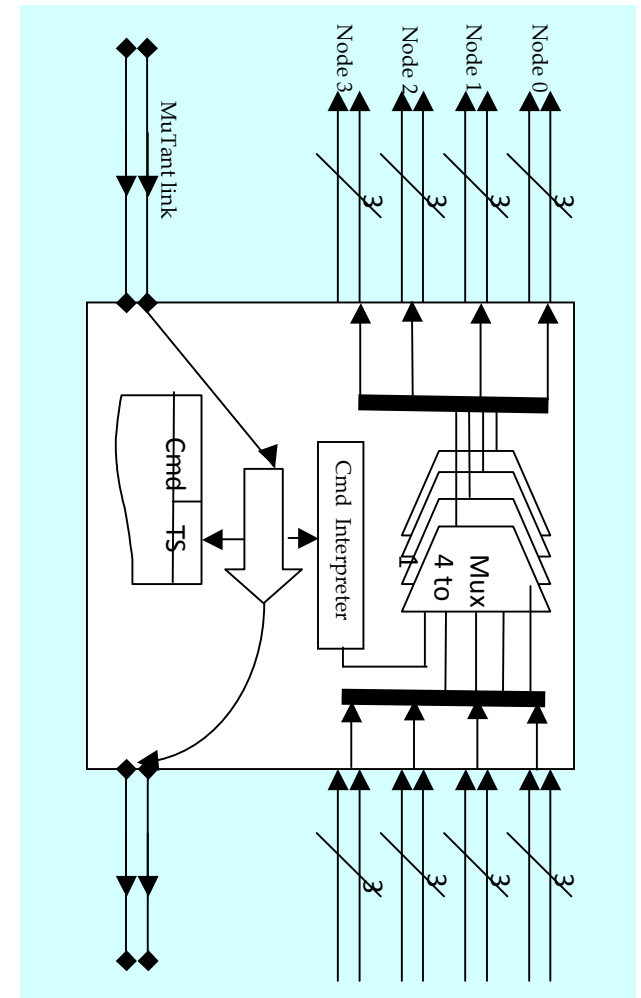 Node 0
3
3
Node 1
3
3
Node 2
3
3
Node 3
3
3
Mux
4 to
1
Cmd Interpreter
Cmd TS
MuTant link